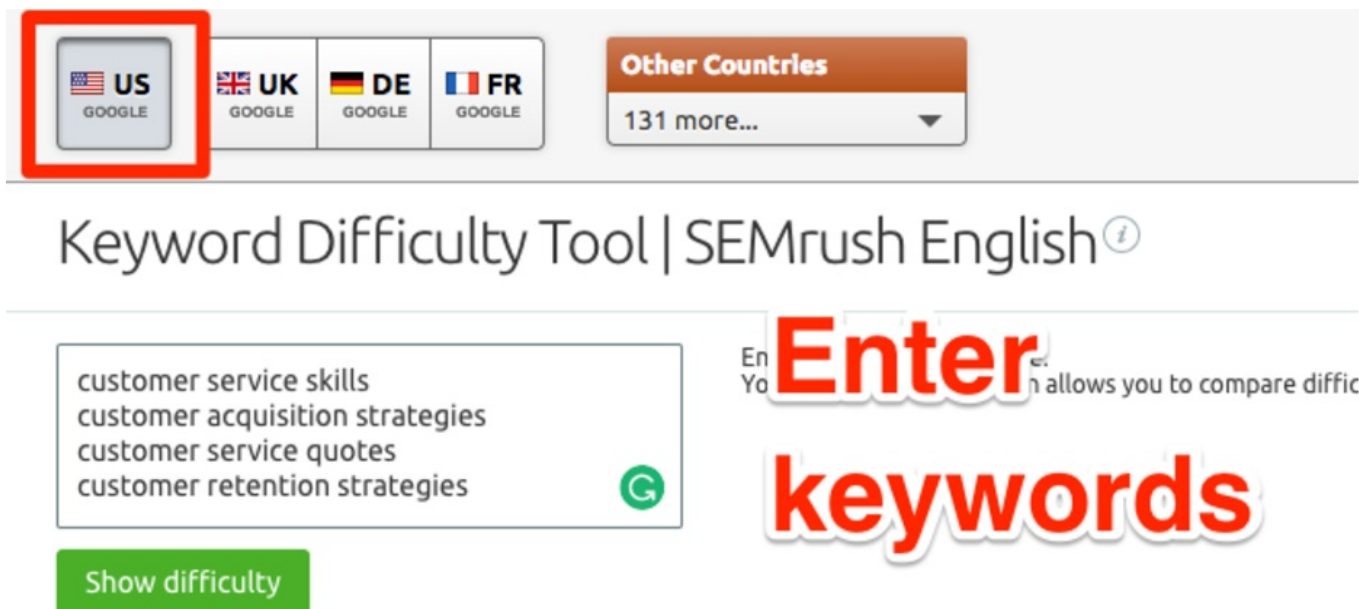 US
GOOGLE
UK
GOOGLE
DE
GOOGLE
FR
GOOGLE
Other Countries
131 more...
Keyword Difficulty Tool | SEMrush English
customer service skills
customer acquisition strategies
customer service quotes
customer retention strategies
allows you to compare
Enter
keywords
Show difficulty